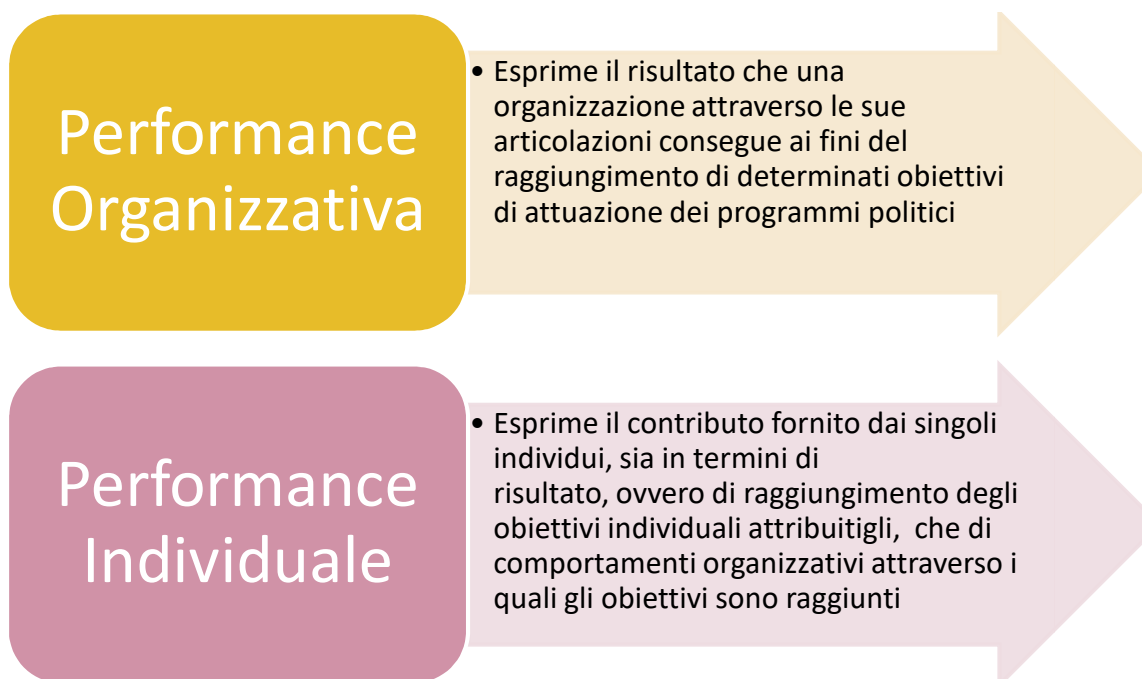 Performance
Organizzativa
• Esprime il risultato che una
organizzazione attraverso le sue
articolazioni consegue ai fini del
raggiungimento di determinati obiettivi
di attuazione dei programmi politici
Performance
Individuale
• Esprime il contributo fornito dai singoli
individui, sia in termini di
risultato, ovvero di raggiungimento degli
obiettivi individuali attribuitigli,  che di
comportamenti organizzativi attraverso i
quali gli obiettivi sono raggiunti